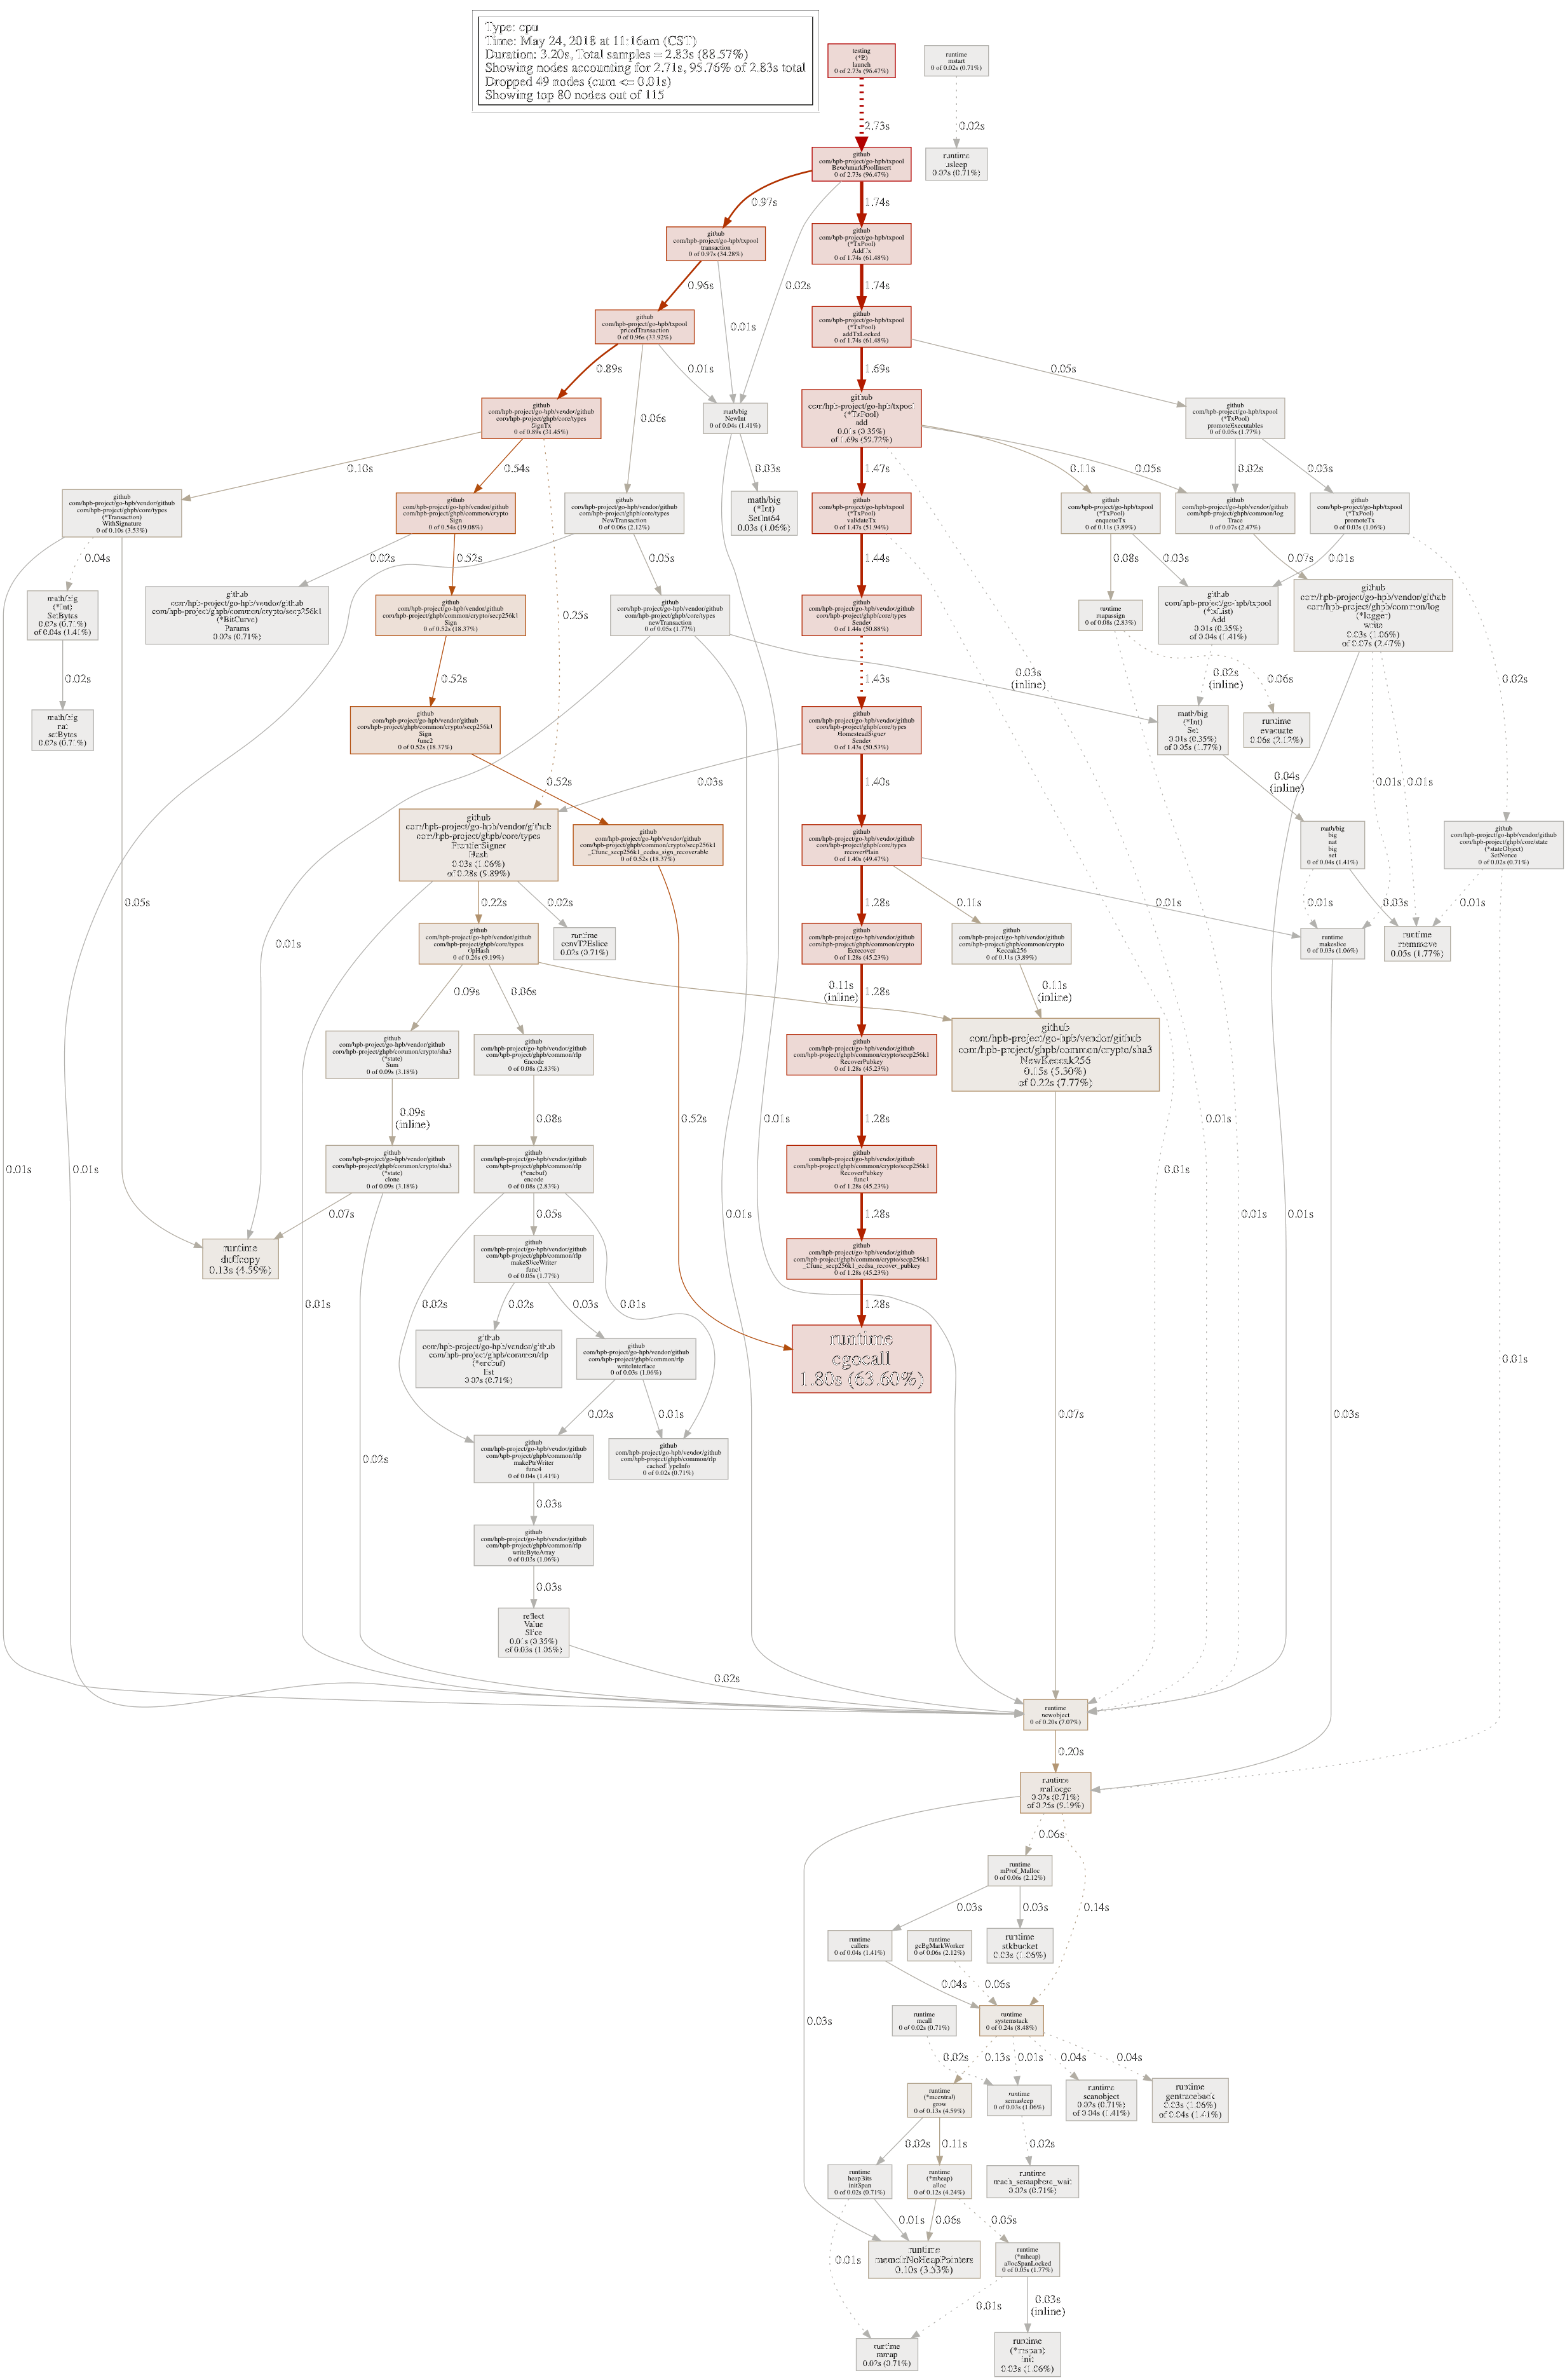 Type: cpu
Time: May 24, 2018 at 11:16am (CST)
Duration: 3.20s, Total samples = 2.83s (88.57%)
Showing nodes accounting for 2.71s, 95.76% of 2.83s total
Dropped 49 nodes (cum <= 0.01s)
Showing top 80 nodes out of 115
testing
(*B)
launch
0 of 2.73s (96.47%)
runtime
mstart
0 of 0.02s (0.71%)
2.73s
0.02s
github
com/hpb-project/go-hpb/txpool
BenchmarkPoolInsert
0 of 2.73s (96.47%)
runtime
usleep
0.02s (0.71%)
0.97s
1.74s
github
com/hpb-project/go-hpb/txpool
transaction
0 of 0.97s (34.28%)
github
com/hpb-project/go-hpb/txpool
(*TxPool)
AddTx
0 of 1.74s (61.48%)
0.96s
0.02s
1.74s
github
com/hpb-project/go-hpb/txpool
pricedTransaction
0 of 0.96s (33.92%)
0.01s
github
com/hpb-project/go-hpb/txpool
(*TxPool)
addTxLocked
0 of 1.74s (61.48%)
0.89s
0.01s
1.69s
0.05s
github
com/hpb-project/go-hpb/vendor/github
com/hpb-project/ghpb/core/types
SignTx
0 of 0.89s (31.45%)
0.06s
math/big
NewInt
0 of 0.04s (1.41%)
github
com/hpb-project/go-hpb/txpool
(*TxPool)
add
0.01s (0.35%)
of 1.69s (59.72%)
github
com/hpb-project/go-hpb/txpool
(*TxPool)
promoteExecutables
0 of 0.05s (1.77%)
0.10s
0.54s
0.03s
1.47s
0.11s
0.05s
0.02s
0.03s
github
com/hpb-project/go-hpb/vendor/github
com/hpb-project/ghpb/core/types
(*Transaction)
WithSignature
0 of 0.10s (3.53%)
github
com/hpb-project/go-hpb/vendor/github
com/hpb-project/ghpb/common/crypto
Sign
0 of 0.54s (19.08%)
github
com/hpb-project/go-hpb/vendor/github
com/hpb-project/ghpb/core/types
NewTransaction
0 of 0.06s (2.12%)
math/big
(*Int)
SetInt64
0.03s (1.06%)
github
com/hpb-project/go-hpb/txpool
(*TxPool)
validateTx
0 of 1.47s (51.94%)
github
com/hpb-project/go-hpb/txpool
(*TxPool)
enqueueTx
0 of 0.11s (3.89%)
github
com/hpb-project/go-hpb/vendor/github
com/hpb-project/ghpb/common/log
Trace
0 of 0.07s (2.47%)
github
com/hpb-project/go-hpb/txpool
(*TxPool)
promoteTx
0 of 0.03s (1.06%)
0.04s
0.02s
0.52s
0.05s
1.44s
0.08s
0.03s
0.07s
0.01s
math/big
(*Int)
SetBytes
0.02s (0.71%)
of 0.04s (1.41%)
github
com/hpb-project/go-hpb/vendor/github
com/hpb-project/ghpb/common/crypto/secp256k1
(*BitCurve)
Params
0.02s (0.71%)
github
com/hpb-project/go-hpb/vendor/github
com/hpb-project/ghpb/common/crypto/secp256k1
Sign
0 of 0.52s (18.37%)
0.25s
github
com/hpb-project/go-hpb/vendor/github
com/hpb-project/ghpb/core/types
newTransaction
0 of 0.05s (1.77%)
github
com/hpb-project/go-hpb/vendor/github
com/hpb-project/ghpb/core/types
Sender
0 of 1.44s (50.88%)
runtime
mapassign
0 of 0.08s (2.83%)
github
com/hpb-project/go-hpb/txpool
(*txList)
Add
0.01s (0.35%)
of 0.04s (1.41%)
github
com/hpb-project/go-hpb/vendor/github
com/hpb-project/ghpb/common/log
(*logger)
write
0.03s (1.06%)
of 0.07s (2.47%)
0.02s
0.52s
0.03s
(inline)
1.43s
0.02s
(inline)
0.06s
0.02s
math/big
nat
setBytes
0.02s (0.71%)
github
com/hpb-project/go-hpb/vendor/github
com/hpb-project/ghpb/common/crypto/secp256k1
Sign
func2
0 of 0.52s (18.37%)
github
com/hpb-project/go-hpb/vendor/github
com/hpb-project/ghpb/core/types
HomesteadSigner
Sender
0 of 1.43s (50.53%)
math/big
(*Int)
Set
0.01s (0.35%)
of 0.05s (1.77%)
runtime
evacuate
0.06s (2.12%)
0.52s
0.03s
1.40s
0.04s
(inline)
0.01s
0.01s
github
com/hpb-project/go-hpb/vendor/github
com/hpb-project/ghpb/core/types
FrontierSigner
Hash
0.03s (1.06%)
of 0.28s (9.89%)
github
com/hpb-project/go-hpb/vendor/github
com/hpb-project/ghpb/common/crypto/secp256k1
_Cfunc_secp256k1_ecdsa_sign_recoverable
0 of 0.52s (18.37%)
github
com/hpb-project/go-hpb/vendor/github
com/hpb-project/ghpb/core/types
recoverPlain
0 of 1.40s (49.47%)
math/big
big
nat
big
set
0 of 0.04s (1.41%)
github
com/hpb-project/go-hpb/vendor/github
com/hpb-project/ghpb/core/state
(*stateObject)
SetNonce
0 of 0.02s (0.71%)
0.05s
0.22s
0.02s
1.28s
0.11s
0.01s
0.01s
0.03s
0.01s
0.01s
github
com/hpb-project/go-hpb/vendor/github
com/hpb-project/ghpb/core/types
rlpHash
0 of 0.26s (9.19%)
runtime
convT2Eslice
0.02s (0.71%)
github
com/hpb-project/go-hpb/vendor/github
com/hpb-project/ghpb/common/crypto
Ecrecover
0 of 1.28s (45.23%)
github
com/hpb-project/go-hpb/vendor/github
com/hpb-project/ghpb/common/crypto
Keccak256
0 of 0.11s (3.89%)
runtime
makeslice
0 of 0.03s (1.06%)
runtime
memmove
0.05s (1.77%)
0.09s
0.06s
0.11s
(inline)
1.28s
0.11s
(inline)
github
com/hpb-project/go-hpb/vendor/github
com/hpb-project/ghpb/common/crypto/sha3
(*state)
Sum
0 of 0.09s (3.18%)
github
com/hpb-project/go-hpb/vendor/github
com/hpb-project/ghpb/common/rlp
Encode
0 of 0.08s (2.83%)
github
com/hpb-project/go-hpb/vendor/github
com/hpb-project/ghpb/common/crypto/secp256k1
RecoverPubkey
0 of 1.28s (45.23%)
github
com/hpb-project/go-hpb/vendor/github
com/hpb-project/ghpb/common/crypto/sha3
NewKeccak256
0.15s (5.30%)
of 0.22s (7.77%)
0.09s
(inline)
0.08s
0.52s
0.01s
1.28s
0.01s
0.01s
0.01s
0.01s
0.01s
0.01s
0.01s
github
com/hpb-project/go-hpb/vendor/github
com/hpb-project/ghpb/common/crypto/sha3
(*state)
clone
0 of 0.09s (3.18%)
github
com/hpb-project/go-hpb/vendor/github
com/hpb-project/ghpb/common/rlp
(*encbuf)
encode
0 of 0.08s (2.83%)
github
com/hpb-project/go-hpb/vendor/github
com/hpb-project/ghpb/common/crypto/secp256k1
RecoverPubkey
func1
0 of 1.28s (45.23%)
0.07s
0.05s
1.28s
runtime
duffcopy
0.13s (4.59%)
github
com/hpb-project/go-hpb/vendor/github
com/hpb-project/ghpb/common/rlp
makeSliceWriter
func1
0 of 0.05s (1.77%)
github
com/hpb-project/go-hpb/vendor/github
com/hpb-project/ghpb/common/crypto/secp256k1
_Cfunc_secp256k1_ecdsa_recover_pubkey
0 of 1.28s (45.23%)
0.01s
0.02s
0.02s
0.03s
0.01s
1.28s
github
com/hpb-project/go-hpb/vendor/github
com/hpb-project/ghpb/common/rlp
(*encbuf)
list
0.02s (0.71%)
github
com/hpb-project/go-hpb/vendor/github
com/hpb-project/ghpb/common/rlp
writeInterface
0 of 0.03s (1.06%)
runtime
cgocall
1.80s (63.60%)
0.01s
0.02s
0.02s
0.01s
0.07s
0.03s
github
com/hpb-project/go-hpb/vendor/github
com/hpb-project/ghpb/common/rlp
makePtrWriter
func4
0 of 0.04s (1.41%)
github
com/hpb-project/go-hpb/vendor/github
com/hpb-project/ghpb/common/rlp
cachedTypeInfo
0 of 0.02s (0.71%)
0.03s
github
com/hpb-project/go-hpb/vendor/github
com/hpb-project/ghpb/common/rlp
writeByteArray
0 of 0.03s (1.06%)
0.03s
reflect
Value
Slice
0.01s (0.35%)
of 0.03s (1.06%)
0.02s
runtime
newobject
0 of 0.20s (7.07%)
0.20s
runtime
mallocgc
0.02s (0.71%)
of 0.26s (9.19%)
0.06s
runtime
mProf_Malloc
0 of 0.06s (2.12%)
0.03s
0.03s
0.14s
runtime
callers
0 of 0.04s (1.41%)
runtime
gcBgMarkWorker
0 of 0.06s (2.12%)
runtime
stkbucket
0.03s (1.06%)
0.04s
0.06s
0.03s
runtime
mcall
0 of 0.02s (0.71%)
runtime
systemstack
0 of 0.24s (8.48%)
0.02s
0.13s
0.01s
0.04s
0.04s
runtime
(*mcentral)
grow
0 of 0.13s (4.59%)
runtime
semasleep
0 of 0.03s (1.06%)
runtime
scanobject
0.02s (0.71%)
of 0.04s (1.41%)
runtime
gentraceback
0.03s (1.06%)
of 0.04s (1.41%)
0.02s
0.11s
0.02s
runtime
heapBits
initSpan
0 of 0.02s (0.71%)
runtime
(*mheap)
alloc
0 of 0.12s (4.24%)
runtime
mach_semaphore_wait
0.02s (0.71%)
0.01s
0.06s
0.05s
0.01s
runtime
memclrNoHeapPointers
0.10s (3.53%)
runtime
(*mheap)
allocSpanLocked
0 of 0.05s (1.77%)
0.01s
0.03s
(inline)
runtime
mmap
0.02s (0.71%)
runtime
(*mspan)
init
0.03s (1.06%)